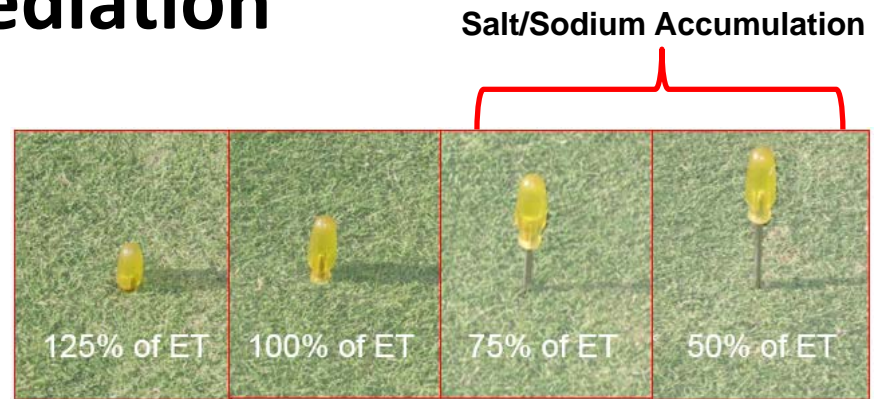 ediation
Salt/Sodium Accumulation
125% of ET
100% of ET
75% of ET
50% of ET